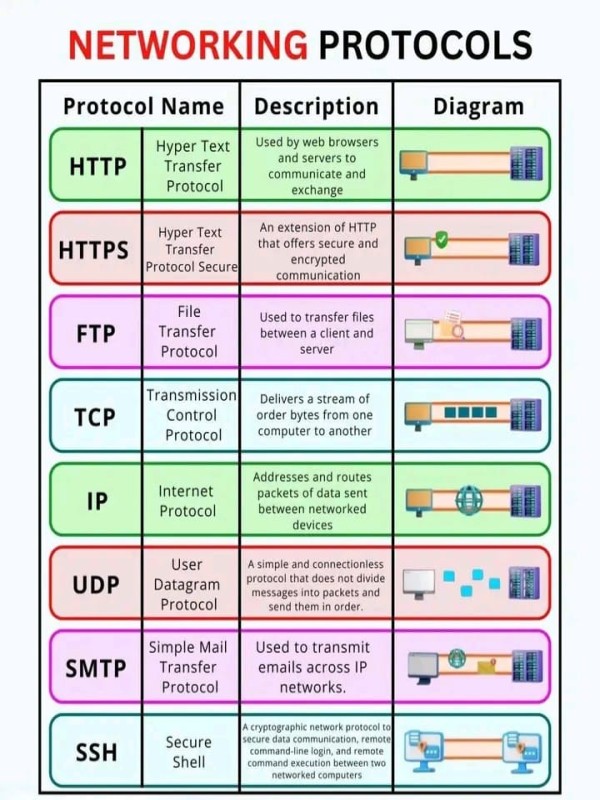 NETWORKING PROTOCOLS
Protocol Name Description Diagram
HTTP
Hyper Text
Transfer
Protocol
Used by web browsers
and servers to
communicate and
exchange
HTTPS
Hyper Text
Transfer
Protocol Secure
An extension of HTTP
that offers secure and
encrypted
communication
FTP
File
Transfer
Protocol
Used to transfer files
between a client and
server
TCP
Transmission
Control
Protocol
Delivers a stream of
order bytes from one
computer to another
IP
Internet
Protocol
Addresses and routes
packets of data sent
between networked
devices
UDP
User
Datagram
Protocol
A simple and connectionless
protocol that does not divide
messages into packets and
send them in order.
SMTP
Simple Mail
Transfer
Protocol
Used to transmit
emails across IP
networks.
SSH
Secure
Shell
A cryptographic network protocol to
secure data communication, remote
command-line login, and remote
command execution between two
networked computers